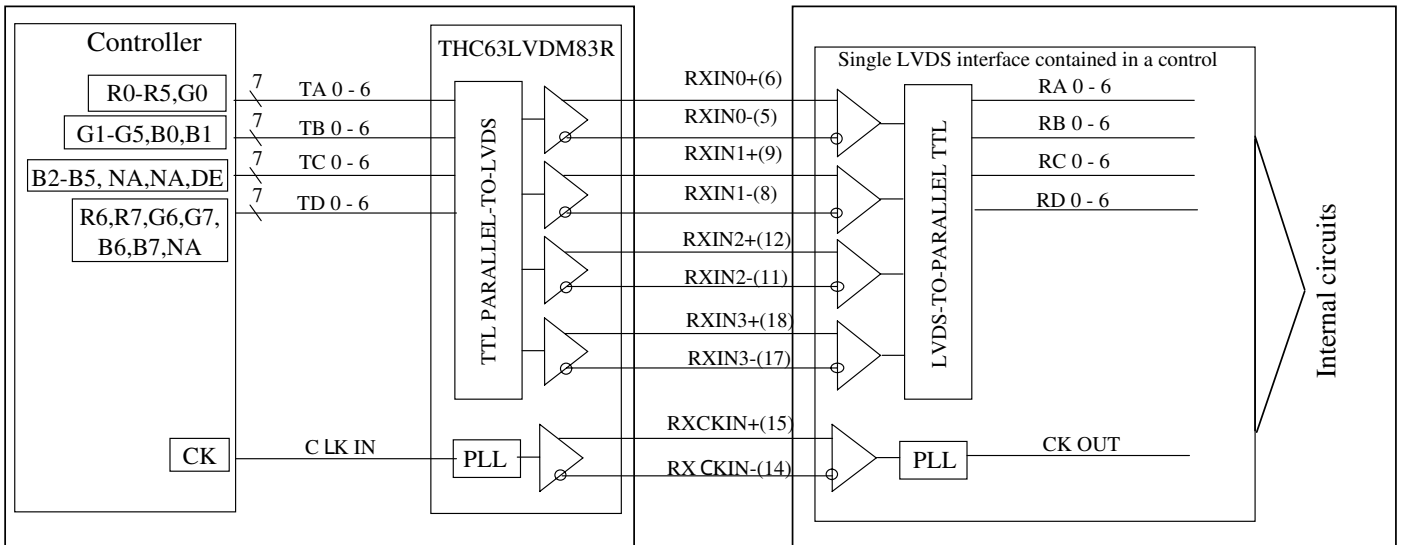 Controller
THC63LVDM83R
Single LVDS interface contained in a control
R0-R5,G0
7
TA 0 - 6
RXIN0+(6)
RA 0 - 6
G1-G5,B0,B1
7
TB 0 - 6
RXIN0-(5)
RB 0 - 6
B2-B5, NA,NA,DE
7
TC 0 - 6
RXIN1+(9)
RC 0 - 6
R6,R7,G6,G7,
B6,B7,NA
7
TD 0 - 6
RXIN1-(8)
RD 0 - 6
TTL PARALLEL-TO-LVDS
RXIN2+(12)
RXIN2-(11)
RXIN3+(18)
RXIN3-(17)
LVDS-TO-PARALLEL TTL
Internal circuits
CK
CLK IN
PLL
RXCKIN+(15)
RXCKIN-(14)
PLL
CK OUT